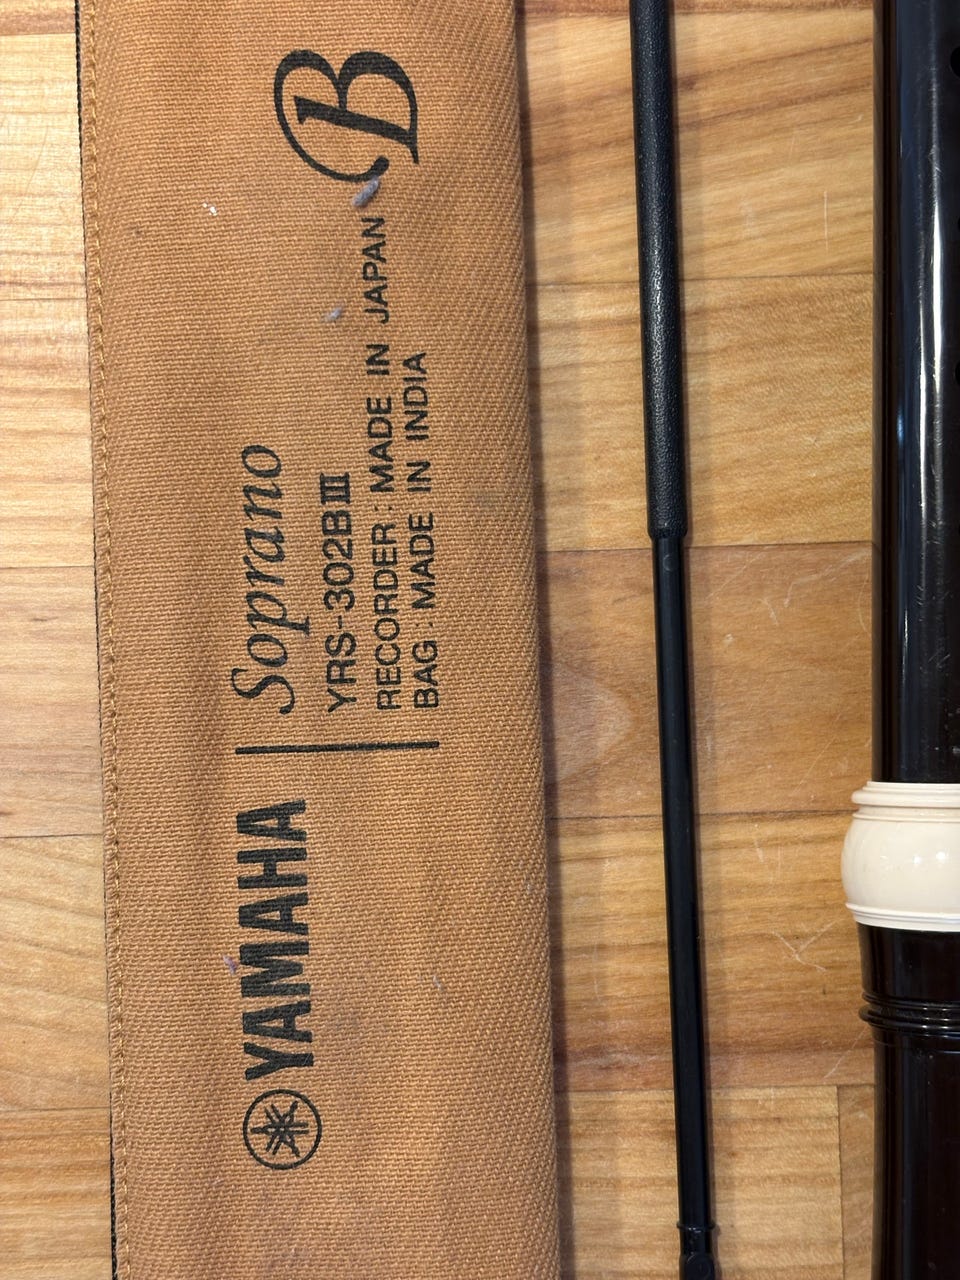 YAMAHA
Soprano
YRS-302BⅢ
RECORDER : MADE IN JAPAN
BAG : MADE IN INDIA
B